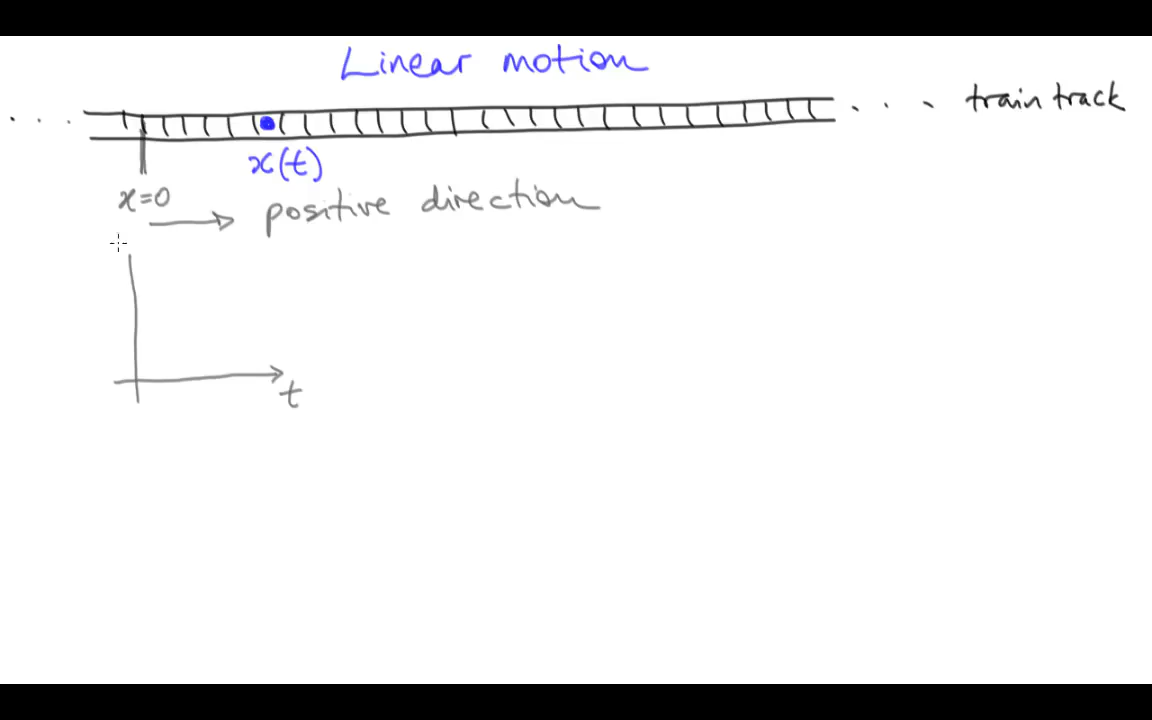 Linear motion
. . . . . . train track
x(t)
x=0
positive direction
t